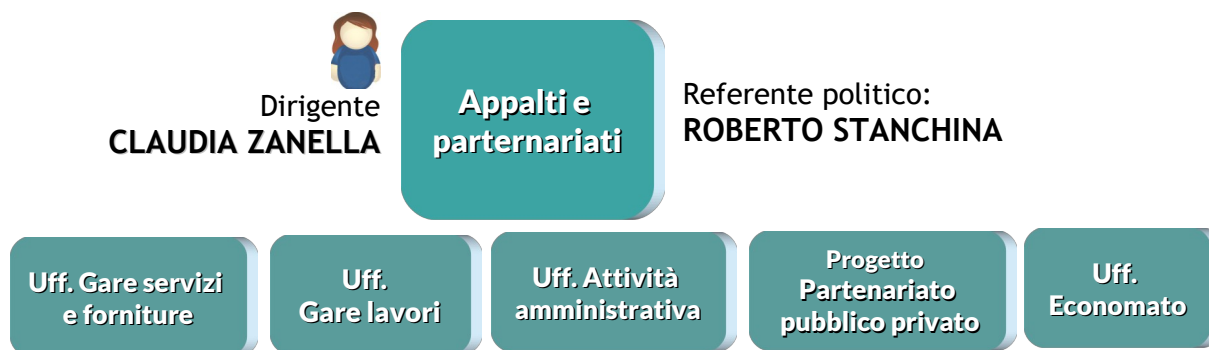 Dirigente
CLAUDIA ZANELLA
Appalti e
parternariati
Referente politico:
ROBERTO STANCHINA
Uff. Gare servizi
e forniture
Uff.
Gare lavori
Uff. Attività
amministrativa
Progetto
Partenariato
pubblico privato
Uff.
Economato